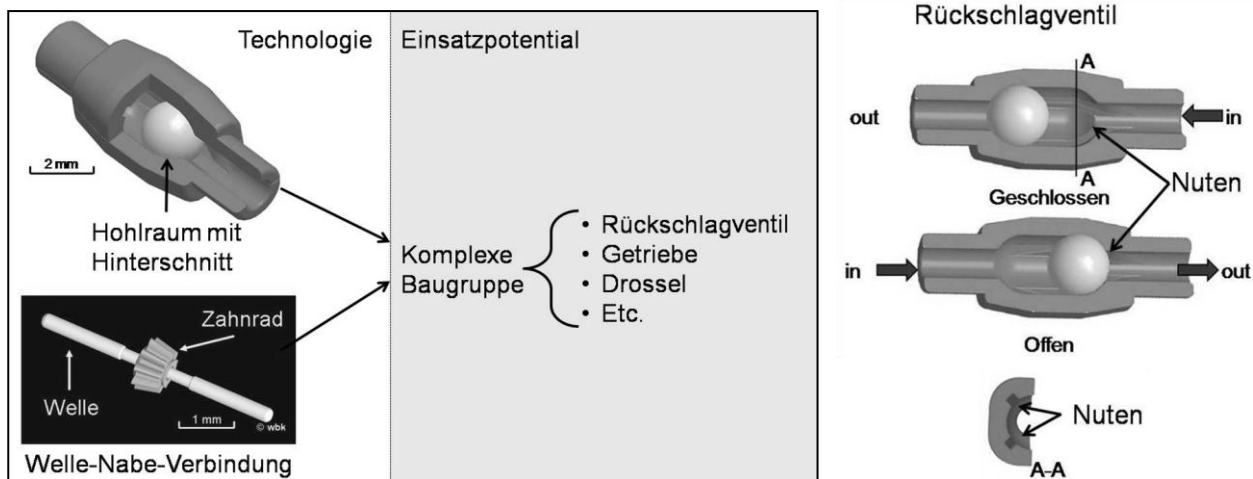 Technologie
Einsatzpotential
2 mm
Hohlraum mit
Hinterschnitt
Zahnrad
Welle
1 mm
© wbk
Welle-Nabe-Verbindung
Komplexe
Baugruppe
• Rückschlagventil
• Getriebe
• Drossel
• Etc.
Rückschlagventil
A
out
in
A
Geschlossen
Nuten
in
out
Offen
Nuten
A-A